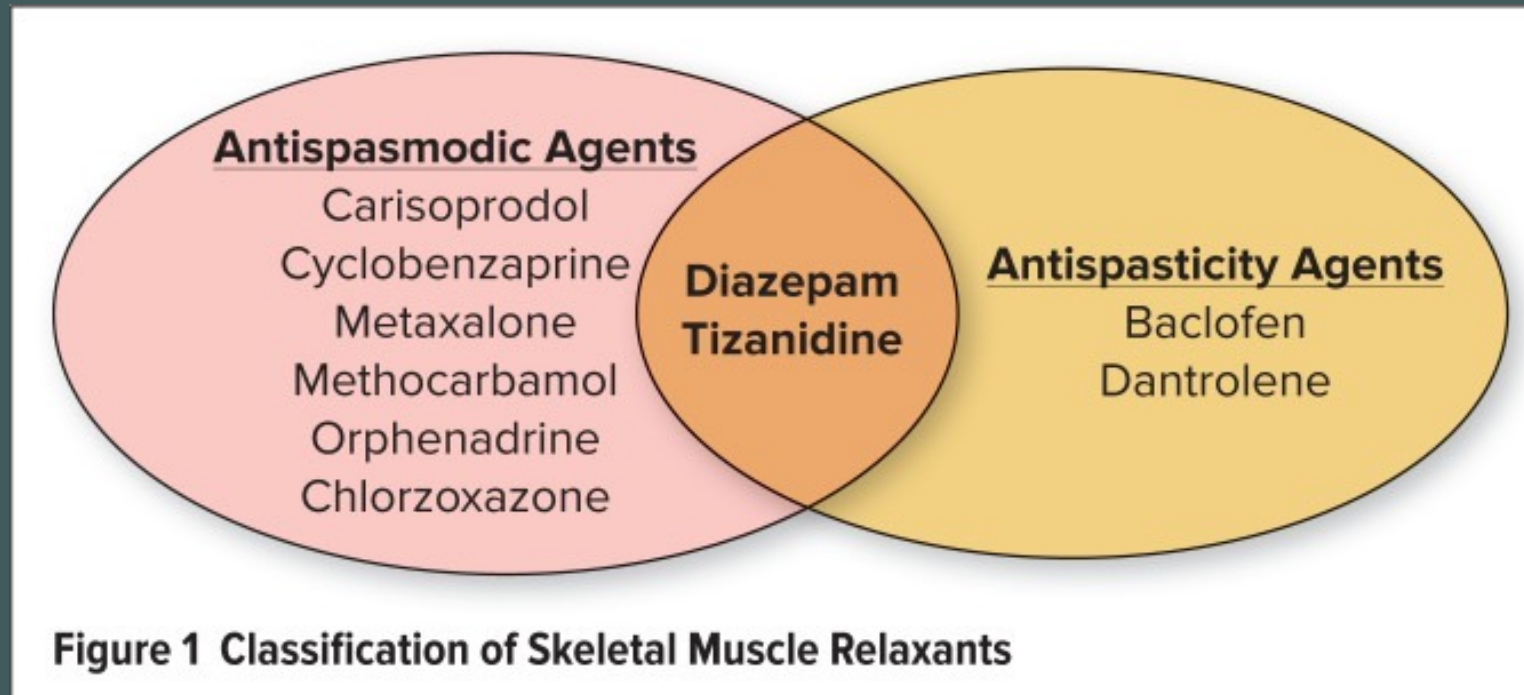 Antispasmodic Agents
Carisoprodol
Cyclobenzaprine
Metaxalone
Methocarbamol
Orphenadrine
Chlorzoxazone
Diazepam
Tizanidine
Antispasticity Agents
Baclofen
Dantrolene
Figure 1 Classification of Skeletal Muscle Relaxants